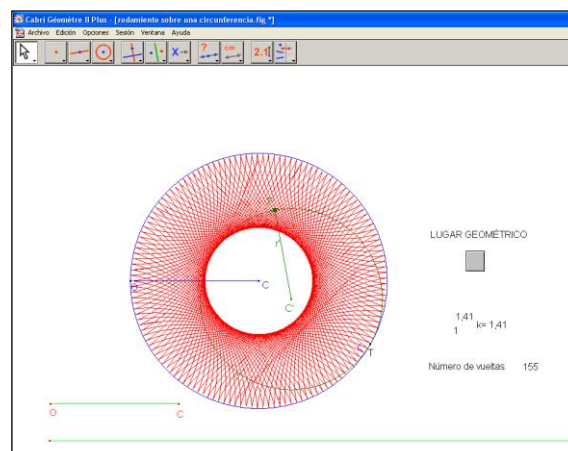 Cabri Géomètre II Plus - [rodamiento sobre una circunferencia.fig *]
Archivo Edición Opciones Sesión Ventana Ayuda
X→ ? cm 2.1
P
LUGAR GEOMÉTRICO
r
A C
C'
1,41
1 k= 1,41
T
Número de vueltas: 155
O C